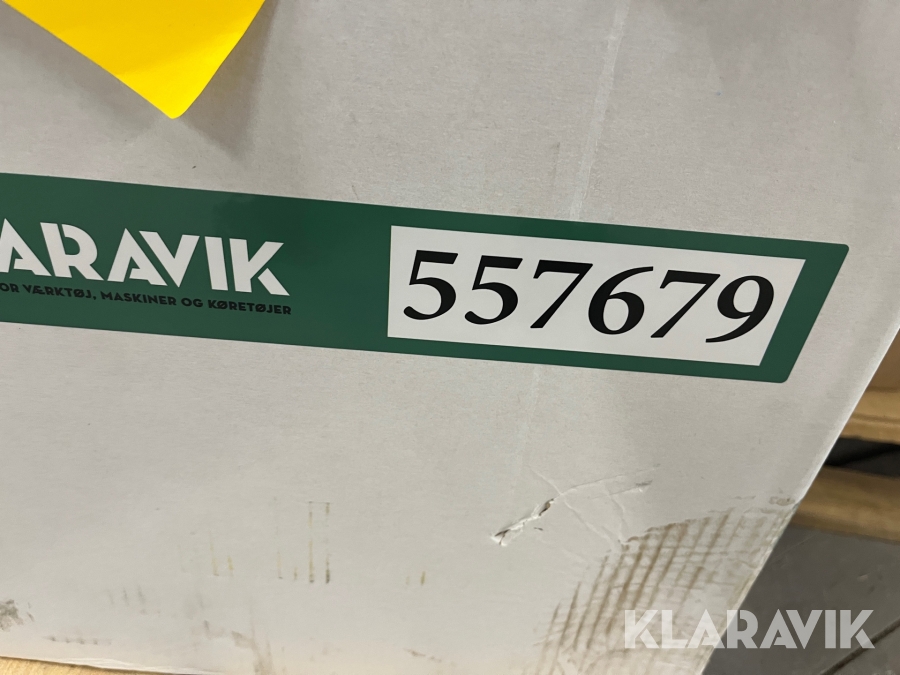 ARAVIK
OR VÆRKTØJ, MASKINER OG KØRETØJER
557679
KLARAVIK